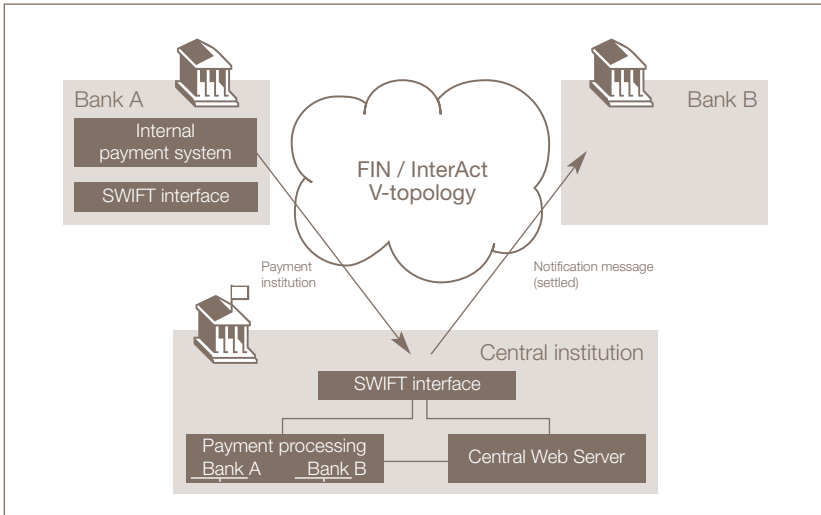 Bank A
Internal
payment system
SWIFT interface
FIN / InterAct
V-topology
Bank B
Payment
institution
Notification message
(settled)
Central institution
SWIFT interface
Payment processing
Bank A
Bank B
Central Web Server